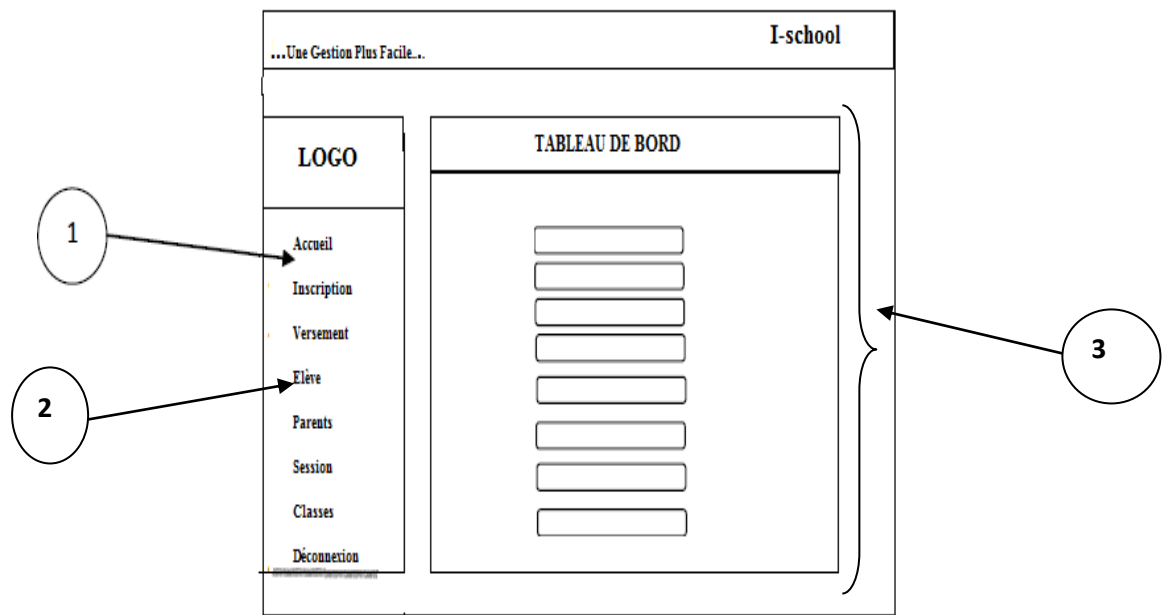 I-school
...Une Gestion Plus Facile...
LOGO
TABLEAU DE BORD
1
Accueil
Inscription
Versement
3
Elève
2
Parents
Session
Classes
Déconnexion